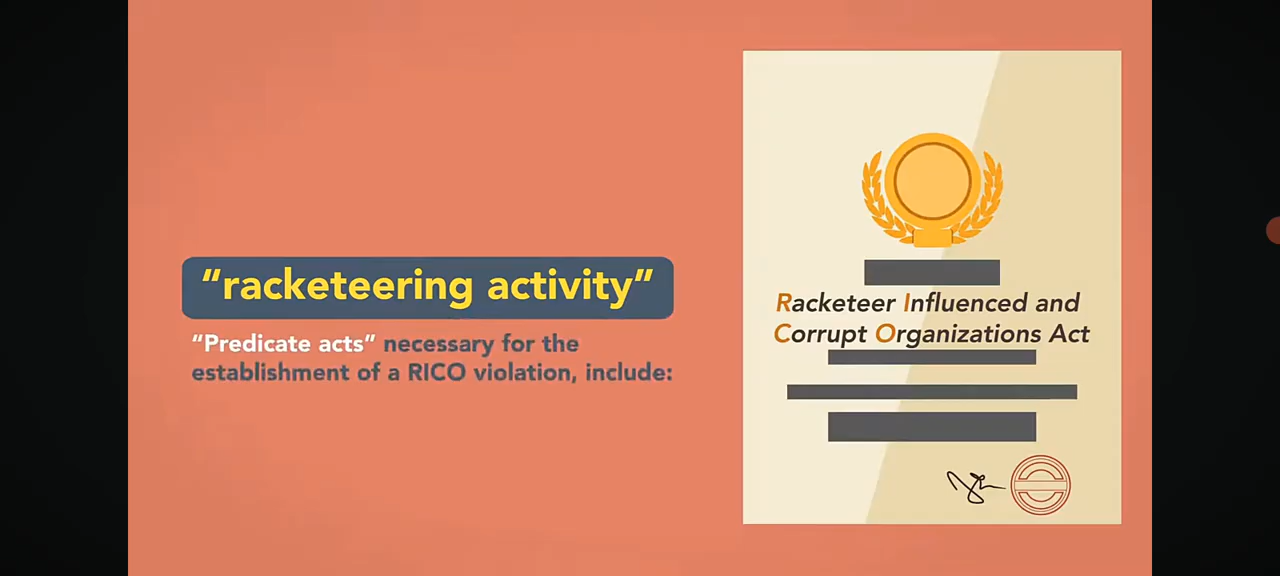 “racketeering activity”
“Predicate acts” necessary for the
establishment of a RICO violation, include:
Racketeer Influenced and
Corrupt Organizations Act